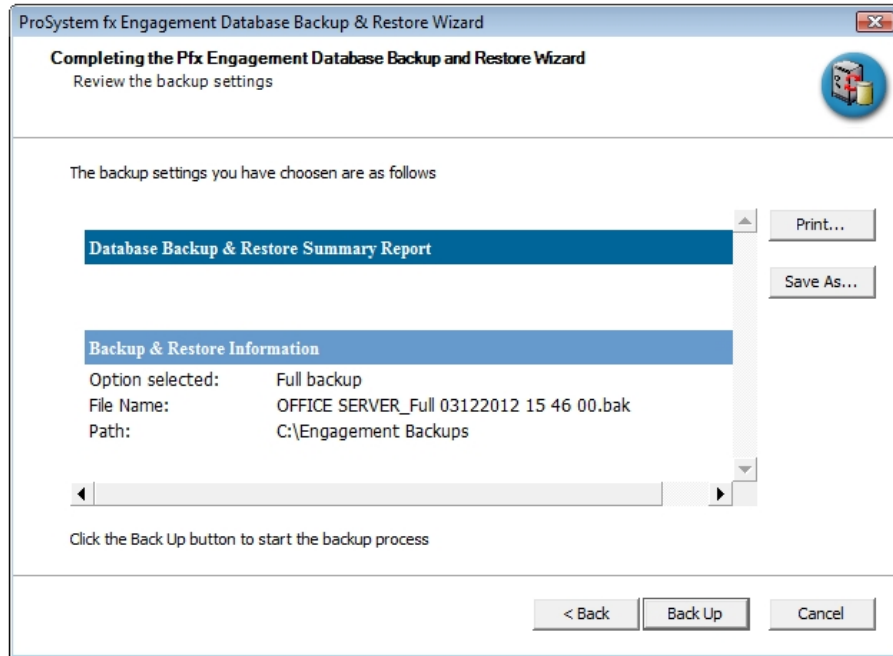 ProSystem fx Engagement Database Backup & Restore Wizard
Completing the Pfx Engagement Database Backup and Restore Wizard
Review the backup settings
The backup settings you have choosen are as follows
Print...
Database Backup & Restore Summary Report
Save As...
Backup & Restore Information
Option selected: Full backup
File Name: OFFICE SERVER_Full 03122012 15 46 00.bak
Path: C:\Engagement Backups
Click the Back Up button to start the backup process
< Back Back Up Cancel